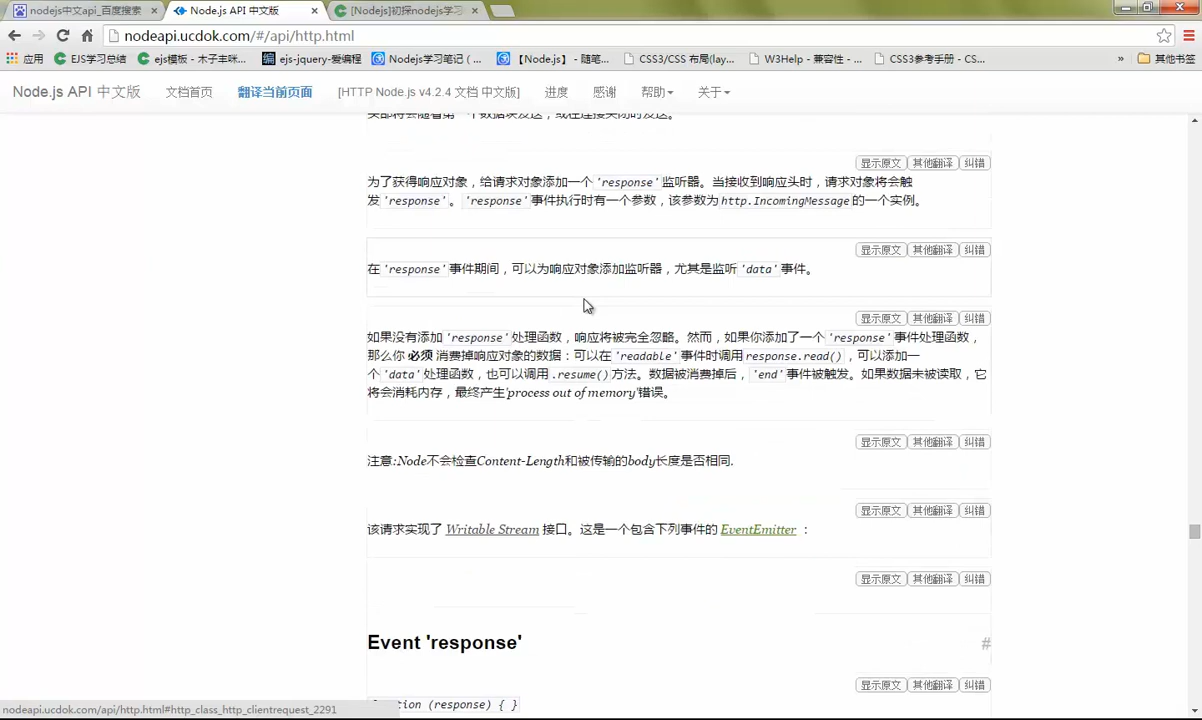 nodejs中文api_百度搜索
Node.js API 中文版
[Nodejs]初探nodejs学习
nodeapi.ucdok.com/#/api/http.html
应用
EJS学习总结
ejs模板 - 木子丰咪...
ejs-jquery-爱编程
Nodejs学习笔记 ( ...
【Node.js】 - 随笔...
CSS3/CSS 布局(lay...
W3Help - 兼容性 - ...
CSS3参考手册 - CS...
»
其他书签
Node.js API 中文版
文档首页
翻译当前页面
[HTTP Node.js v4.2.4 文档 中文版]
进度
感谢
帮助
关于
头部将会随着第一个数据块发送，或在连接关闭时发送。
显示原文 其他翻译 纠错
为了获得响应对象，给请求对象添加一个 'response' 监听器。当接收到响应头时，请求对象将会触
发 'response' 。 'response' 事件执行时有一个参数，该参数为 http.IncomingMessage 的一个实例。
显示原文 其他翻译 纠错
在 'response' 事件期间，可以为响应对象添加监听器，尤其是监听 'data' 事件。
显示原文 其他翻译 纠错
如果没有添加 'response' 处理函数，响应将被完全忽略。然而，如果你添加了一个 'response' 事件处理函数，
那么你 必须 消费掉响应对象的数据：可以在 'readable' 事件时调用 response.read() ，可以添加一
个 'data' 处理函数，也可以调用 .resume() 方法。数据被消费掉后， 'end' 事件被触发。如果数据未被读取，它
将会消耗内存，最终产生'process out of memory'错误。
显示原文 其他翻译 纠错
注意:Node不会检查Content-Length和被传输的body长度是否相同.
显示原文 其他翻译 纠错
该请求实现了 Writable Stream 接口。这是一个包含下列事件的 EventEmitter ：
显示原文 其他翻译 纠错
Event 'response'
#
显示原文 其他翻译 纠错
(response) { }
nodeapi.ucdok.com/api/http.html#http_class_http_clientrequest_2291